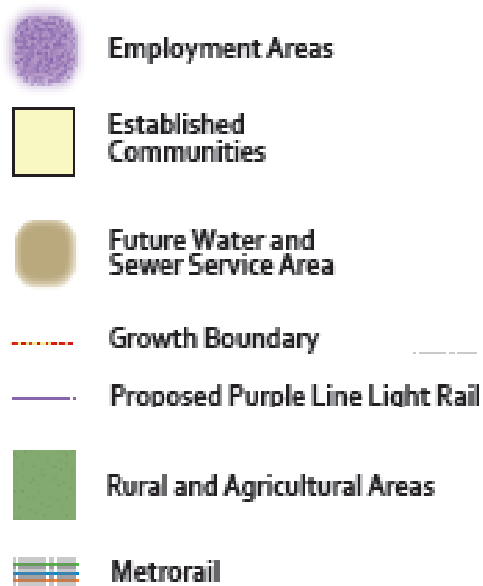 Employment Areas
Established
Communities
Future Water and
Sewer Service Area
Growth Boundary
Proposed Purple Line Light Rail
Rural and Agricultural Areas
Metrorail